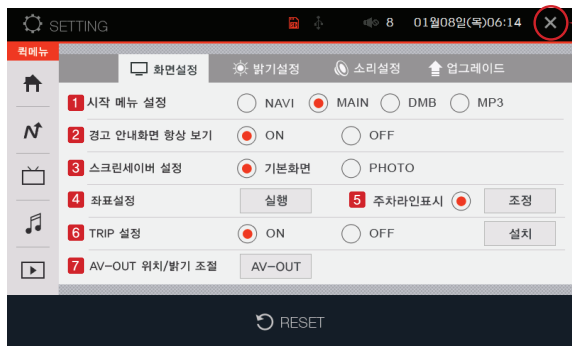 SETTING 8 01월08일(목)06:14
퀵메뉴
화면설정 밝기설정 소리설정 업그레이드
1 시작 메뉴 설정 NAVI MAIN DMB MP3
2 경고 안내화면 항상 보기 ON OFF
3 스크린세이버 설정 기본화면 PHOTO
4 좌표설정 실행 5 주차라인표시 조정
6 TRIP 설정 ON OFF 설치
7 AV-OUT 위치/밝기 조절 AV-OUT
RESET